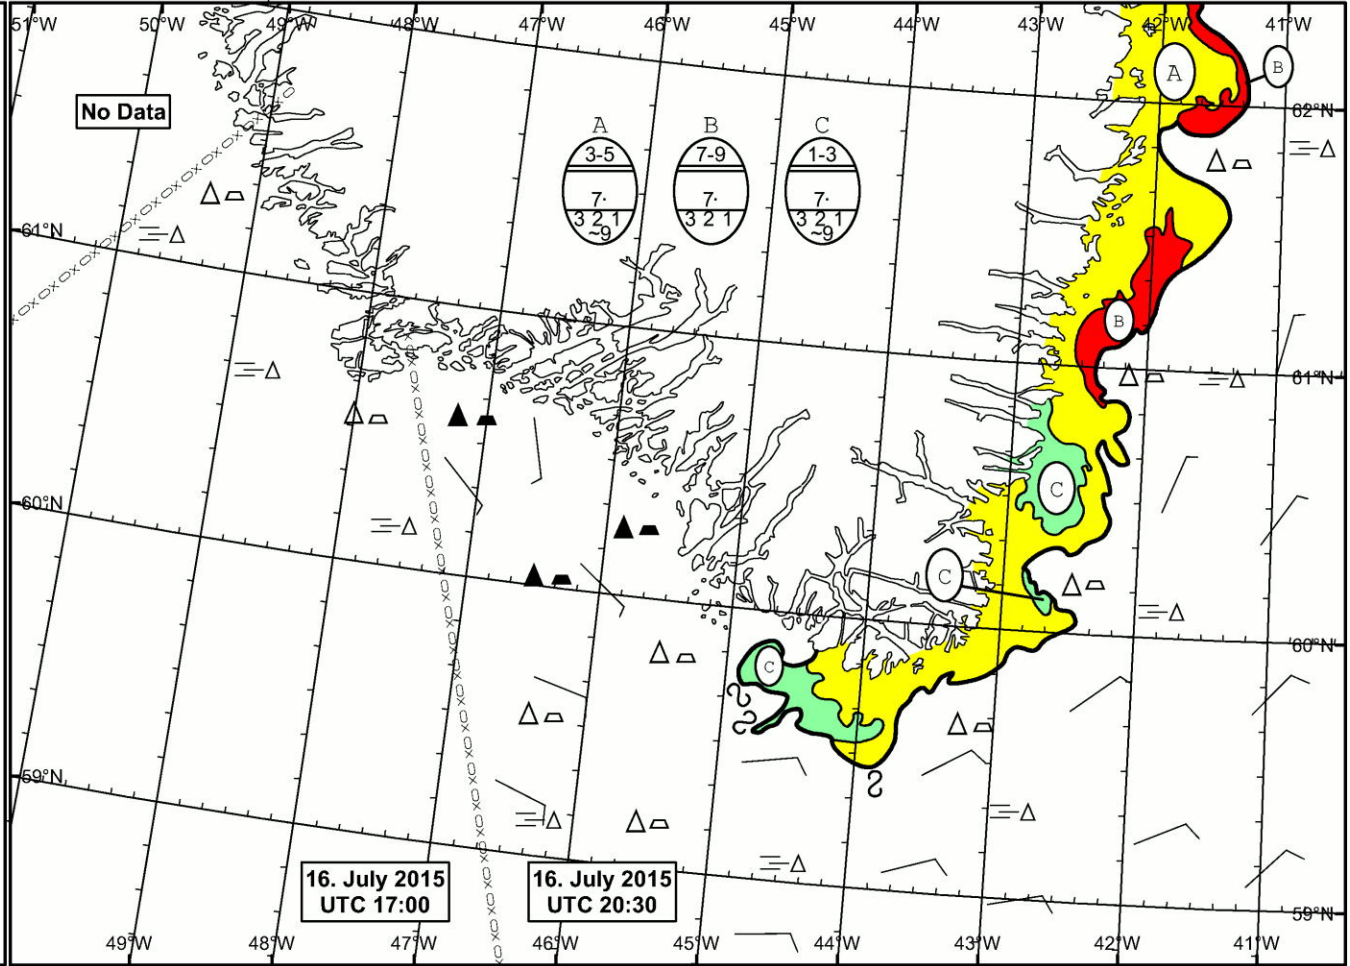 51°W 50°W 49°W 48°W 47°W 46°W 45°W 44°W 43°W 42°W 41°W
A B
No Data
62°N
A B C
3-5 7-9 1-3
7· 7· 7·
3 2 1 3 2 1 3 2 1
~9 ~9
61°N
B
61°N
C
60°N
C
60°N
C
59°N
16. July 2015
UTC 17:00
16. July 2015
UTC 20:30
59°N
49°W 48°W 47°W 46°W 45°W 44°W 43°W 42°W 41°W